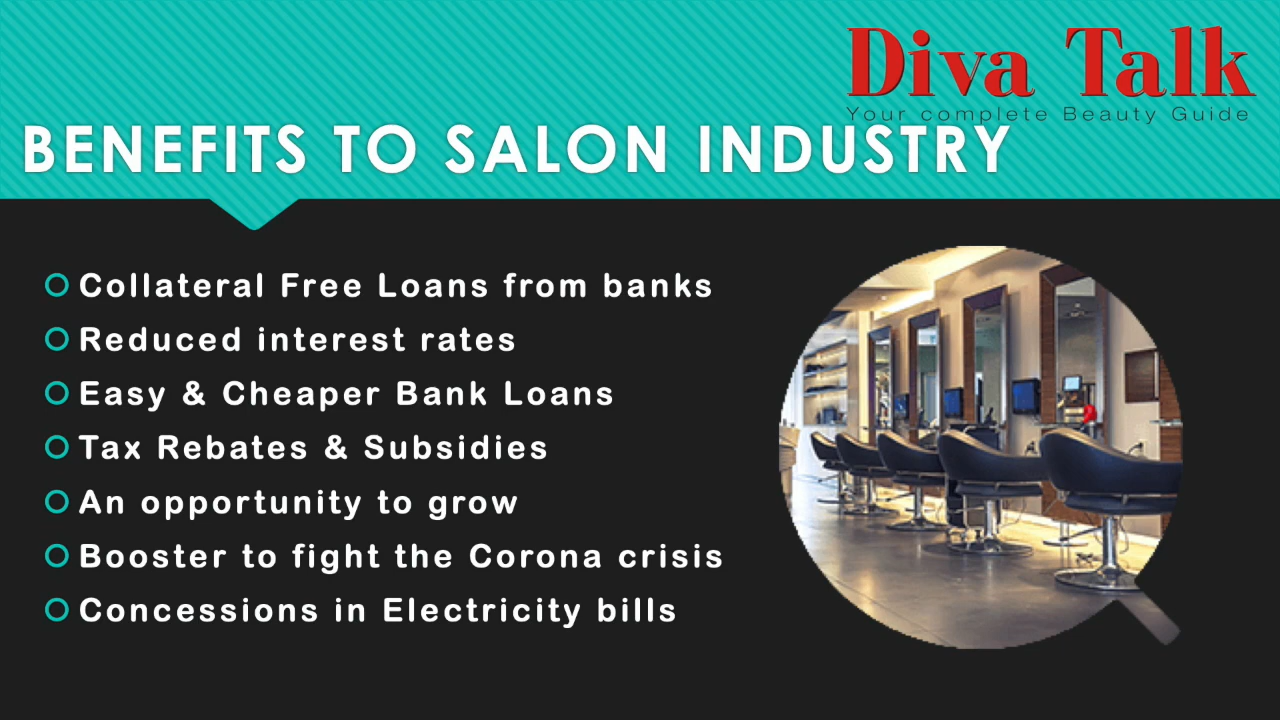 Diva Talk
Your complete Beauty Guide
BENEFITS TO SALON INDUSTRY
Collateral Free Loans from banks
Reduced interest rates
Easy & Cheaper Bank Loans
Tax Rebates & Subsidies
An opportunity to grow
Booster to fight the Corona crisis
Concessions in Electricity bills